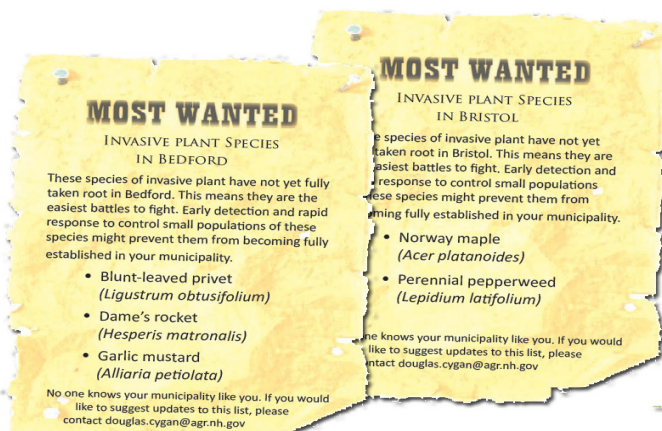 MOST WANTED
INVASIVE PLANT SPECIES
IN BEDFORD
These species of invasive plant have not yet fully
taken root in Bedford. This means they are the
easiest battles to fight. Early detection and rapid
response to control small populations of these
species might prevent them from becoming fully
established in your municipality.
• Blunt-leaved privet
(Ligustrum obtusifolium)
• Dame's rocket
(Hesperis matronalis)
• Garlic mustard
(Alliaria petiolata)
No one knows your municipality like you. If you would
like to suggest updates to this list, please
contact douglas.cygan@agr.nh.gov
MOST WANTED
INVASIVE PLANT SPECIES
IN BRISTOL
species of invasive plant have not yet
taken root in Bristol. This means they are
battles to fight. Early detection and
response to control small populations
species might prevent them from
fully established in your municipality.
• Norway maple
(Acer platanoides)
• Perennial pepperweed
(Lepidium latifolium)
knows your municipality like you. If you would
like to suggest updates to this list, please
douglas.cygan@agr.nh.gov